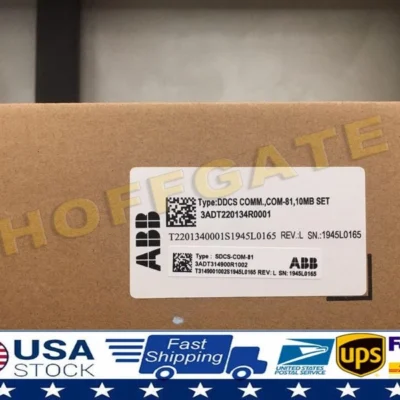 HOFFGATE
ABB
Type:DDCS COMM.,COM-81,10MB SET
3ADT220134R0001
T2201340001S1945L0165 REV:L SN.:1945L0165
Type : SDCS-COM-81
3ADT314900R1002
ABB
T3149001002S1945L0165 REV:L SN:1945L0165
USA
STOCK
Fast Shipping
UNITED STATES
POSTAL SERVICE
ups